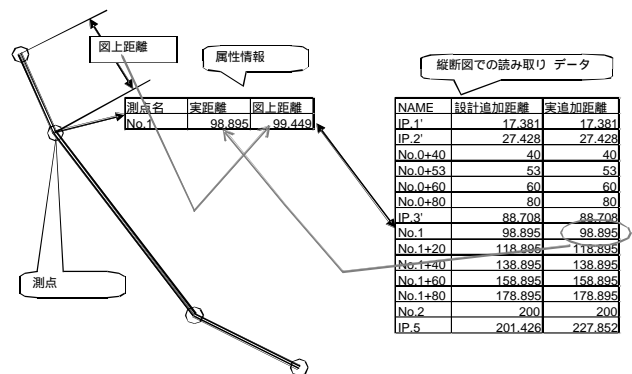 図上距離
属性情報
縦断図での読み取り データ
測点名 実距離 図上距離
No.1 98.895 99.449
測点
NAME 設計追加距離 実追加距離
IP.1' 17.381 17.381
IP.2' 27.428 27.428
No.0+40 40 40
No.0+53 53 53
No.0+60 60 60
No.0+80 80 80
IP.3' 88.708 88.708
No.1 98.895 98.895
No.1+20 118.895 118.895
No.1+40 138.895 138.895
No.1+60 158.895 158.895
No.1+80 178.895 178.895
No.2 200 200
IP.5 201.426 227.852